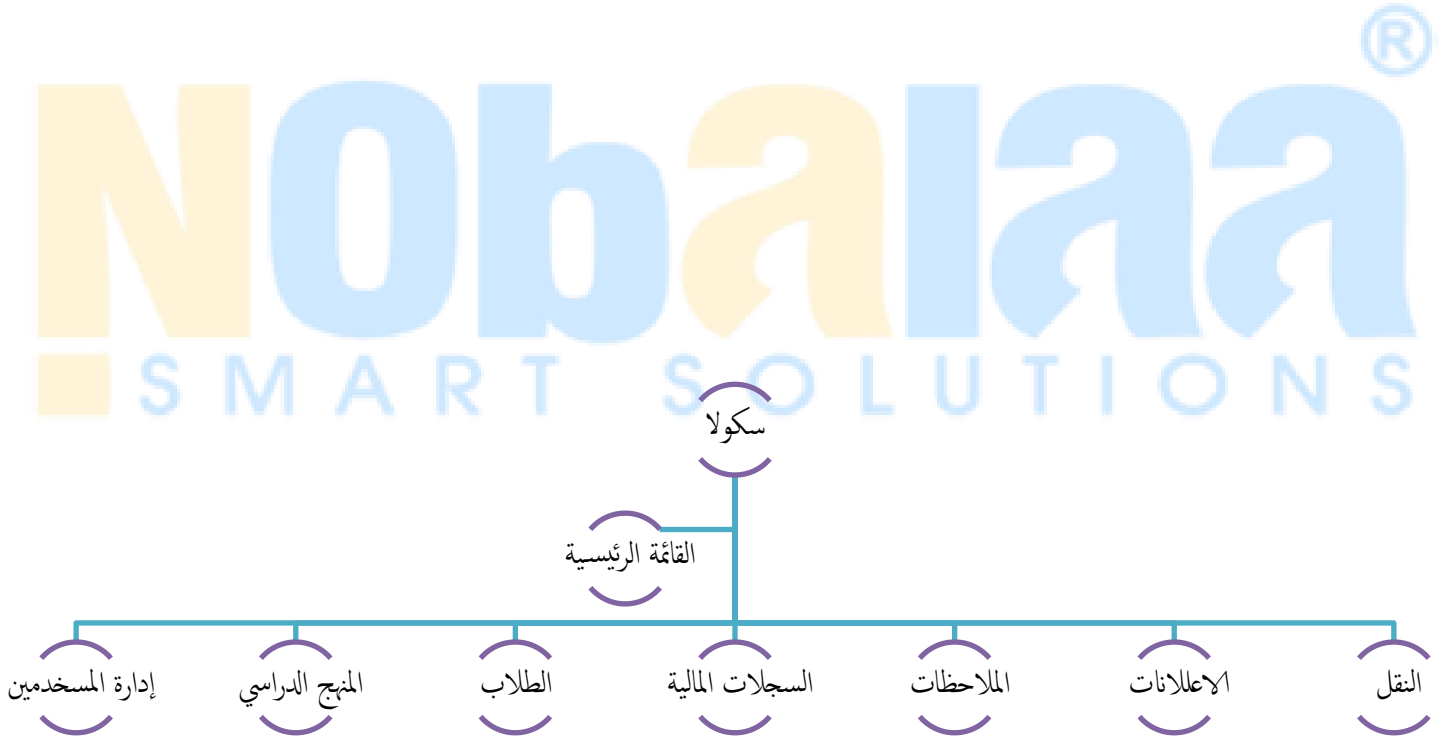 NObalaa®
SMART SOLUTIONS
سكولا
القائمة الرئيسية
النقل
الاعللانات
الملاحظات
السجلات المالية
الطلاب
المنهج الدراسي
إدارة المسخدمين